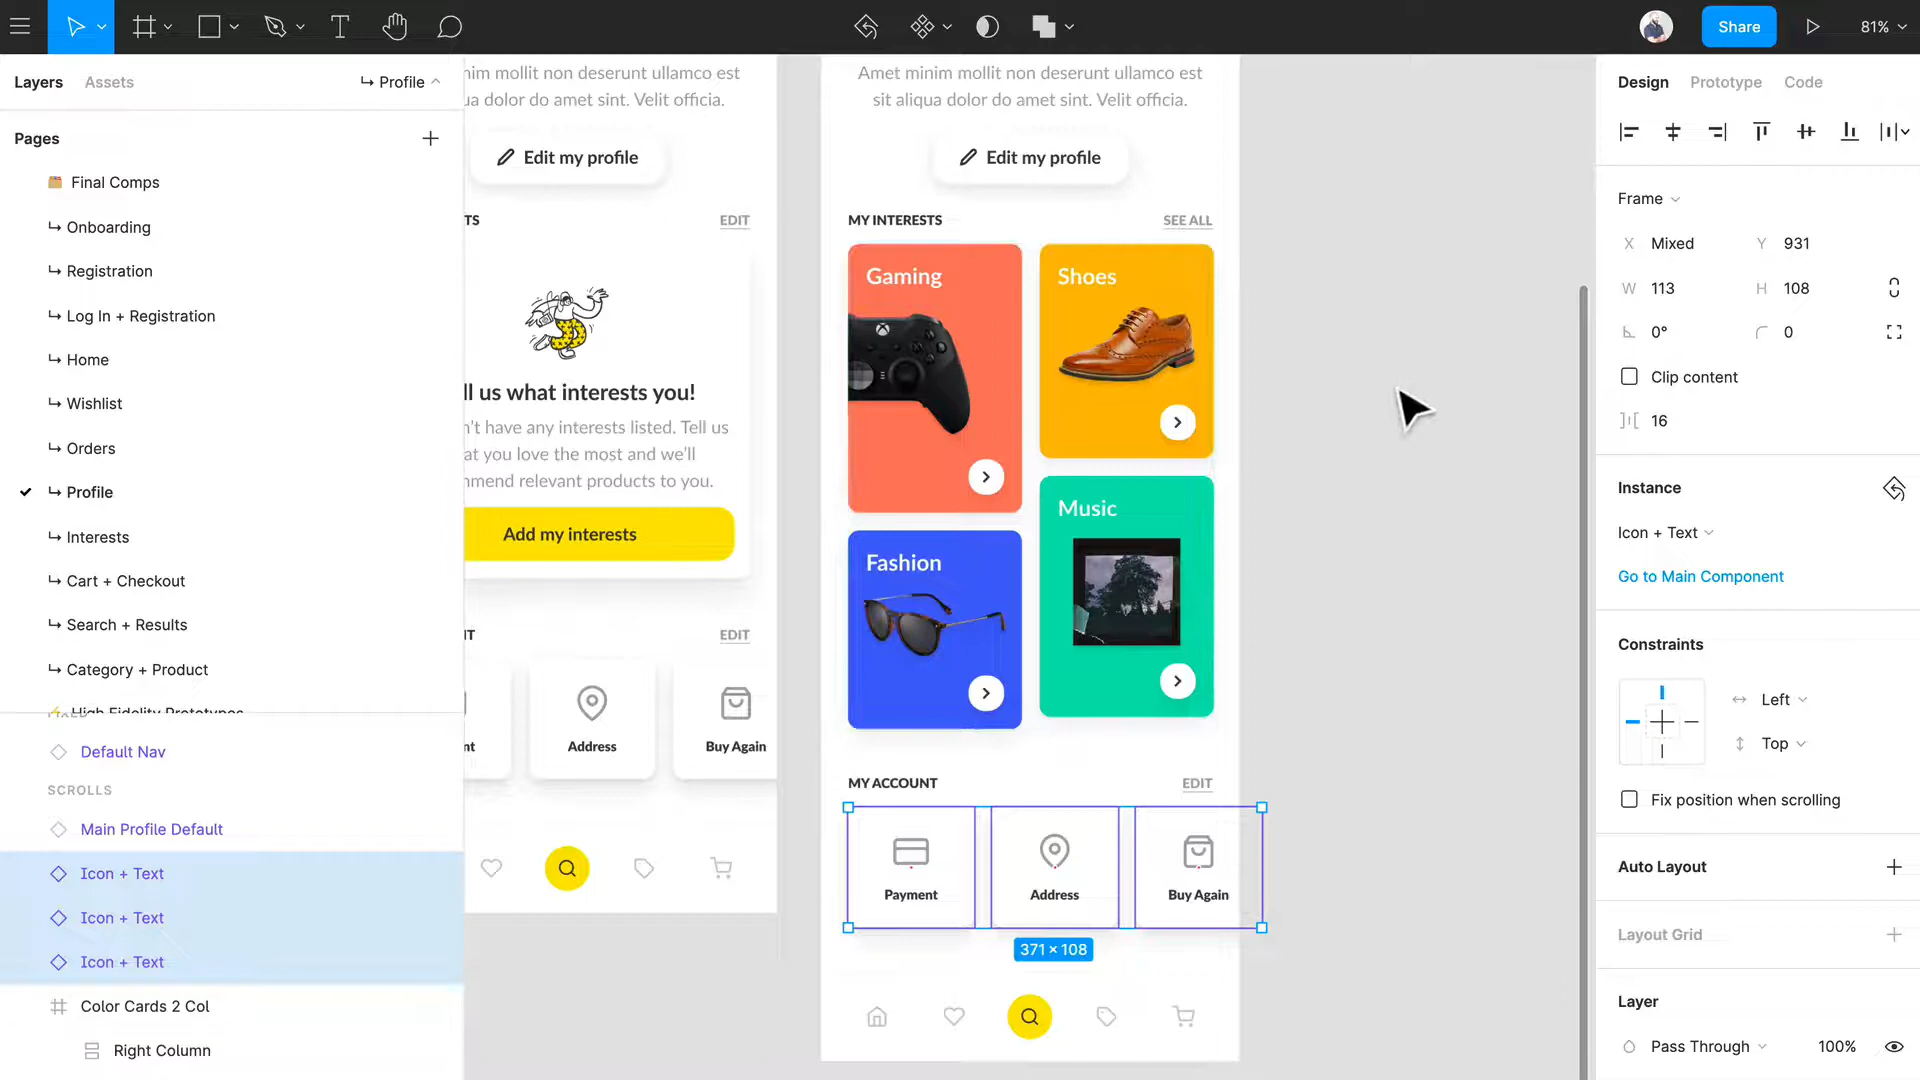 Share
81%
Layers
Assets
↳ Profile
Pages
Final Comps
↳ Onboarding
↳ Registration
↳ Log In + Registration
↳ Home
↳ Wishlist
↳ Orders
↳ Profile
↳ Interests
↳ Cart + Checkout
↳ Search + Results
↳ Category + Product
High Fidelity Prototypes
FIXED
Default Nav
SCROLLS
Main Profile Default
Icon + Text
Icon + Text
Icon + Text
Color Cards 2 Col
Right Column
nim mollit non deserunt ullamco est
ua dolor do amet sint. Velit officia.
Edit my profile
TS
EDIT
ll us what interests you!
n't have any interests listed. Tell us
at you love the most and we'll
mmend relevant products to you.
Add my interests
NT
EDIT
nt
Address
Buy Again
Amet minim mollit non deserunt ullamco est
sit aliqua dolor do amet sint. Velit officia.
Edit my profile
MY INTERESTS
SEE ALL
Gaming
Shoes
Music
Fashion
MY ACCOUNT
EDIT
Payment
Address
Buy Again
371 × 108
Design
Prototype
Code
Frame
X Mixed
Y 931
W 113
H 108
0°
0
Clip content
16
Instance
Icon + Text
Go to Main Component
Constraints
Left
Top
Fix position when scrolling
Auto Layout
Layout Grid
Layer
Pass Through
100%